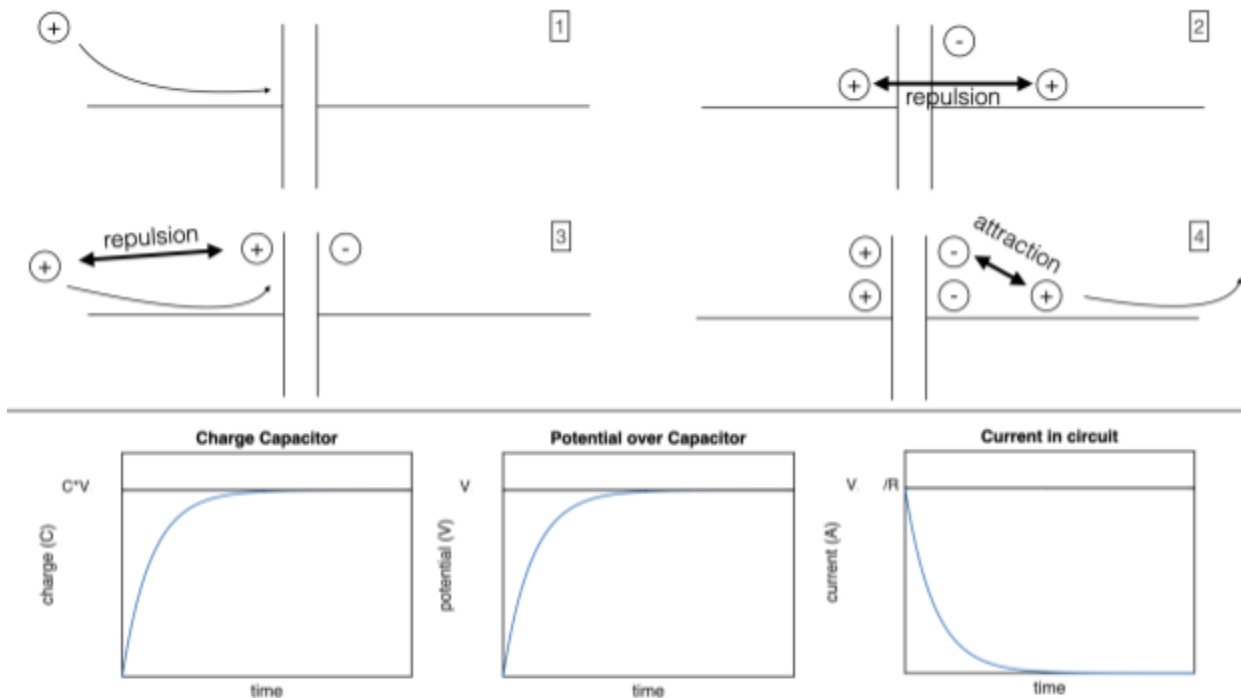 +
1
-
2
+
+
repulsion
repulsion
+
-
3
+
attraction
+
-
4
+
-
+
Charge Capacitor
Potential over Capacitor
Current in circuit
C*V
V
V. /R
charge (C)
potential (V)
current (A)
time
time
time